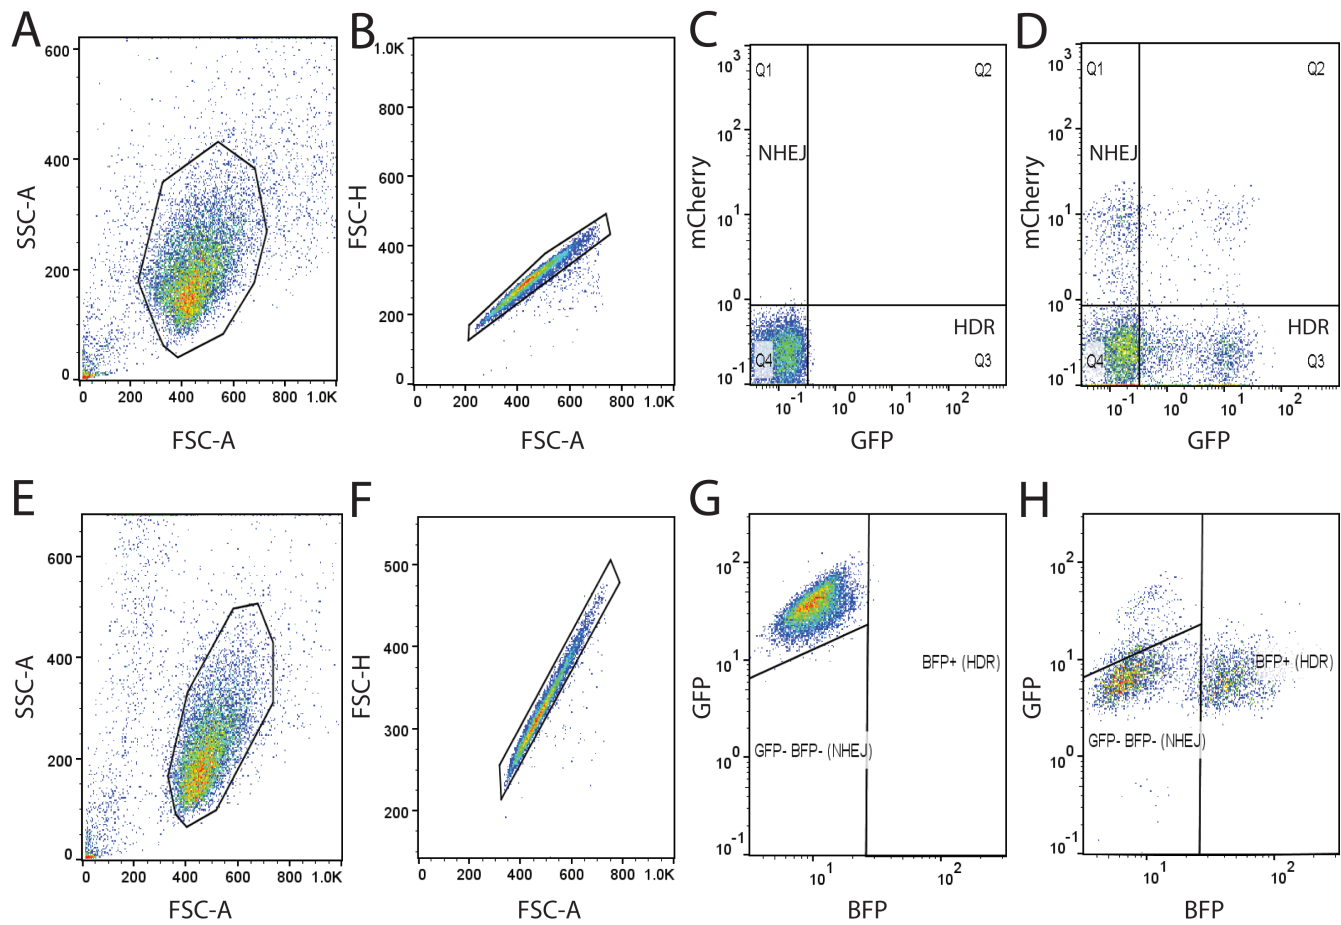 A
600
400
200
0
SSC-A
0 200 400 600 800 1.0K
FSC-A
B
1.0K
800
600
400
200
0
FSC-H
0 200 400 600 800 1.0K
FSC-A
C
10^3
10^2
10^1
10^0
10^-1
mCherry
Q1 Q2
NHEJ
HDR
Q4 Q3
10^-1 10^0 10^1 10^2
GFP
D
10^3
10^2
10^1
10^0
10^-1
mCherry
Q1 Q2
NHEJ
HDR
Q4 Q3
10^-1 10^0 10^1 10^2
GFP
E
600
400
200
0
SSC-A
0 200 400 600 800 1.0K
FSC-A
F
500
400
300
200
FSC-H
0 200 400 600 800 1.0K
FSC-A
G
10^2
10^1
10^0
10^-1
GFP
BFP+ (HDR)
GFP- BFP- (NHEJ)
10^1 10^2
BFP
H
10^2
10^1
10^0
10^-1
GFP
BFP+ (HDR)
GFP- BFP- (NHEJ)
10^1 10^2
BFP